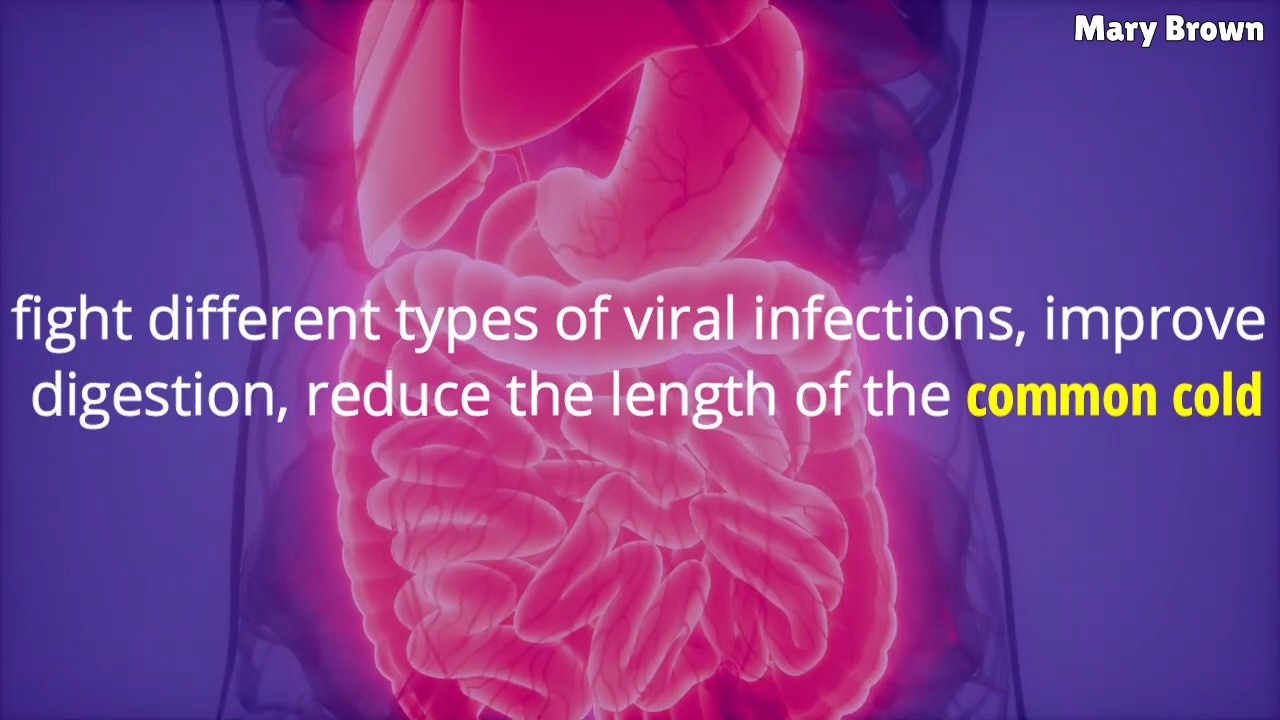 Mary Brown
fight different types of viral infections, improve
digestion, reduce the length of the common cold